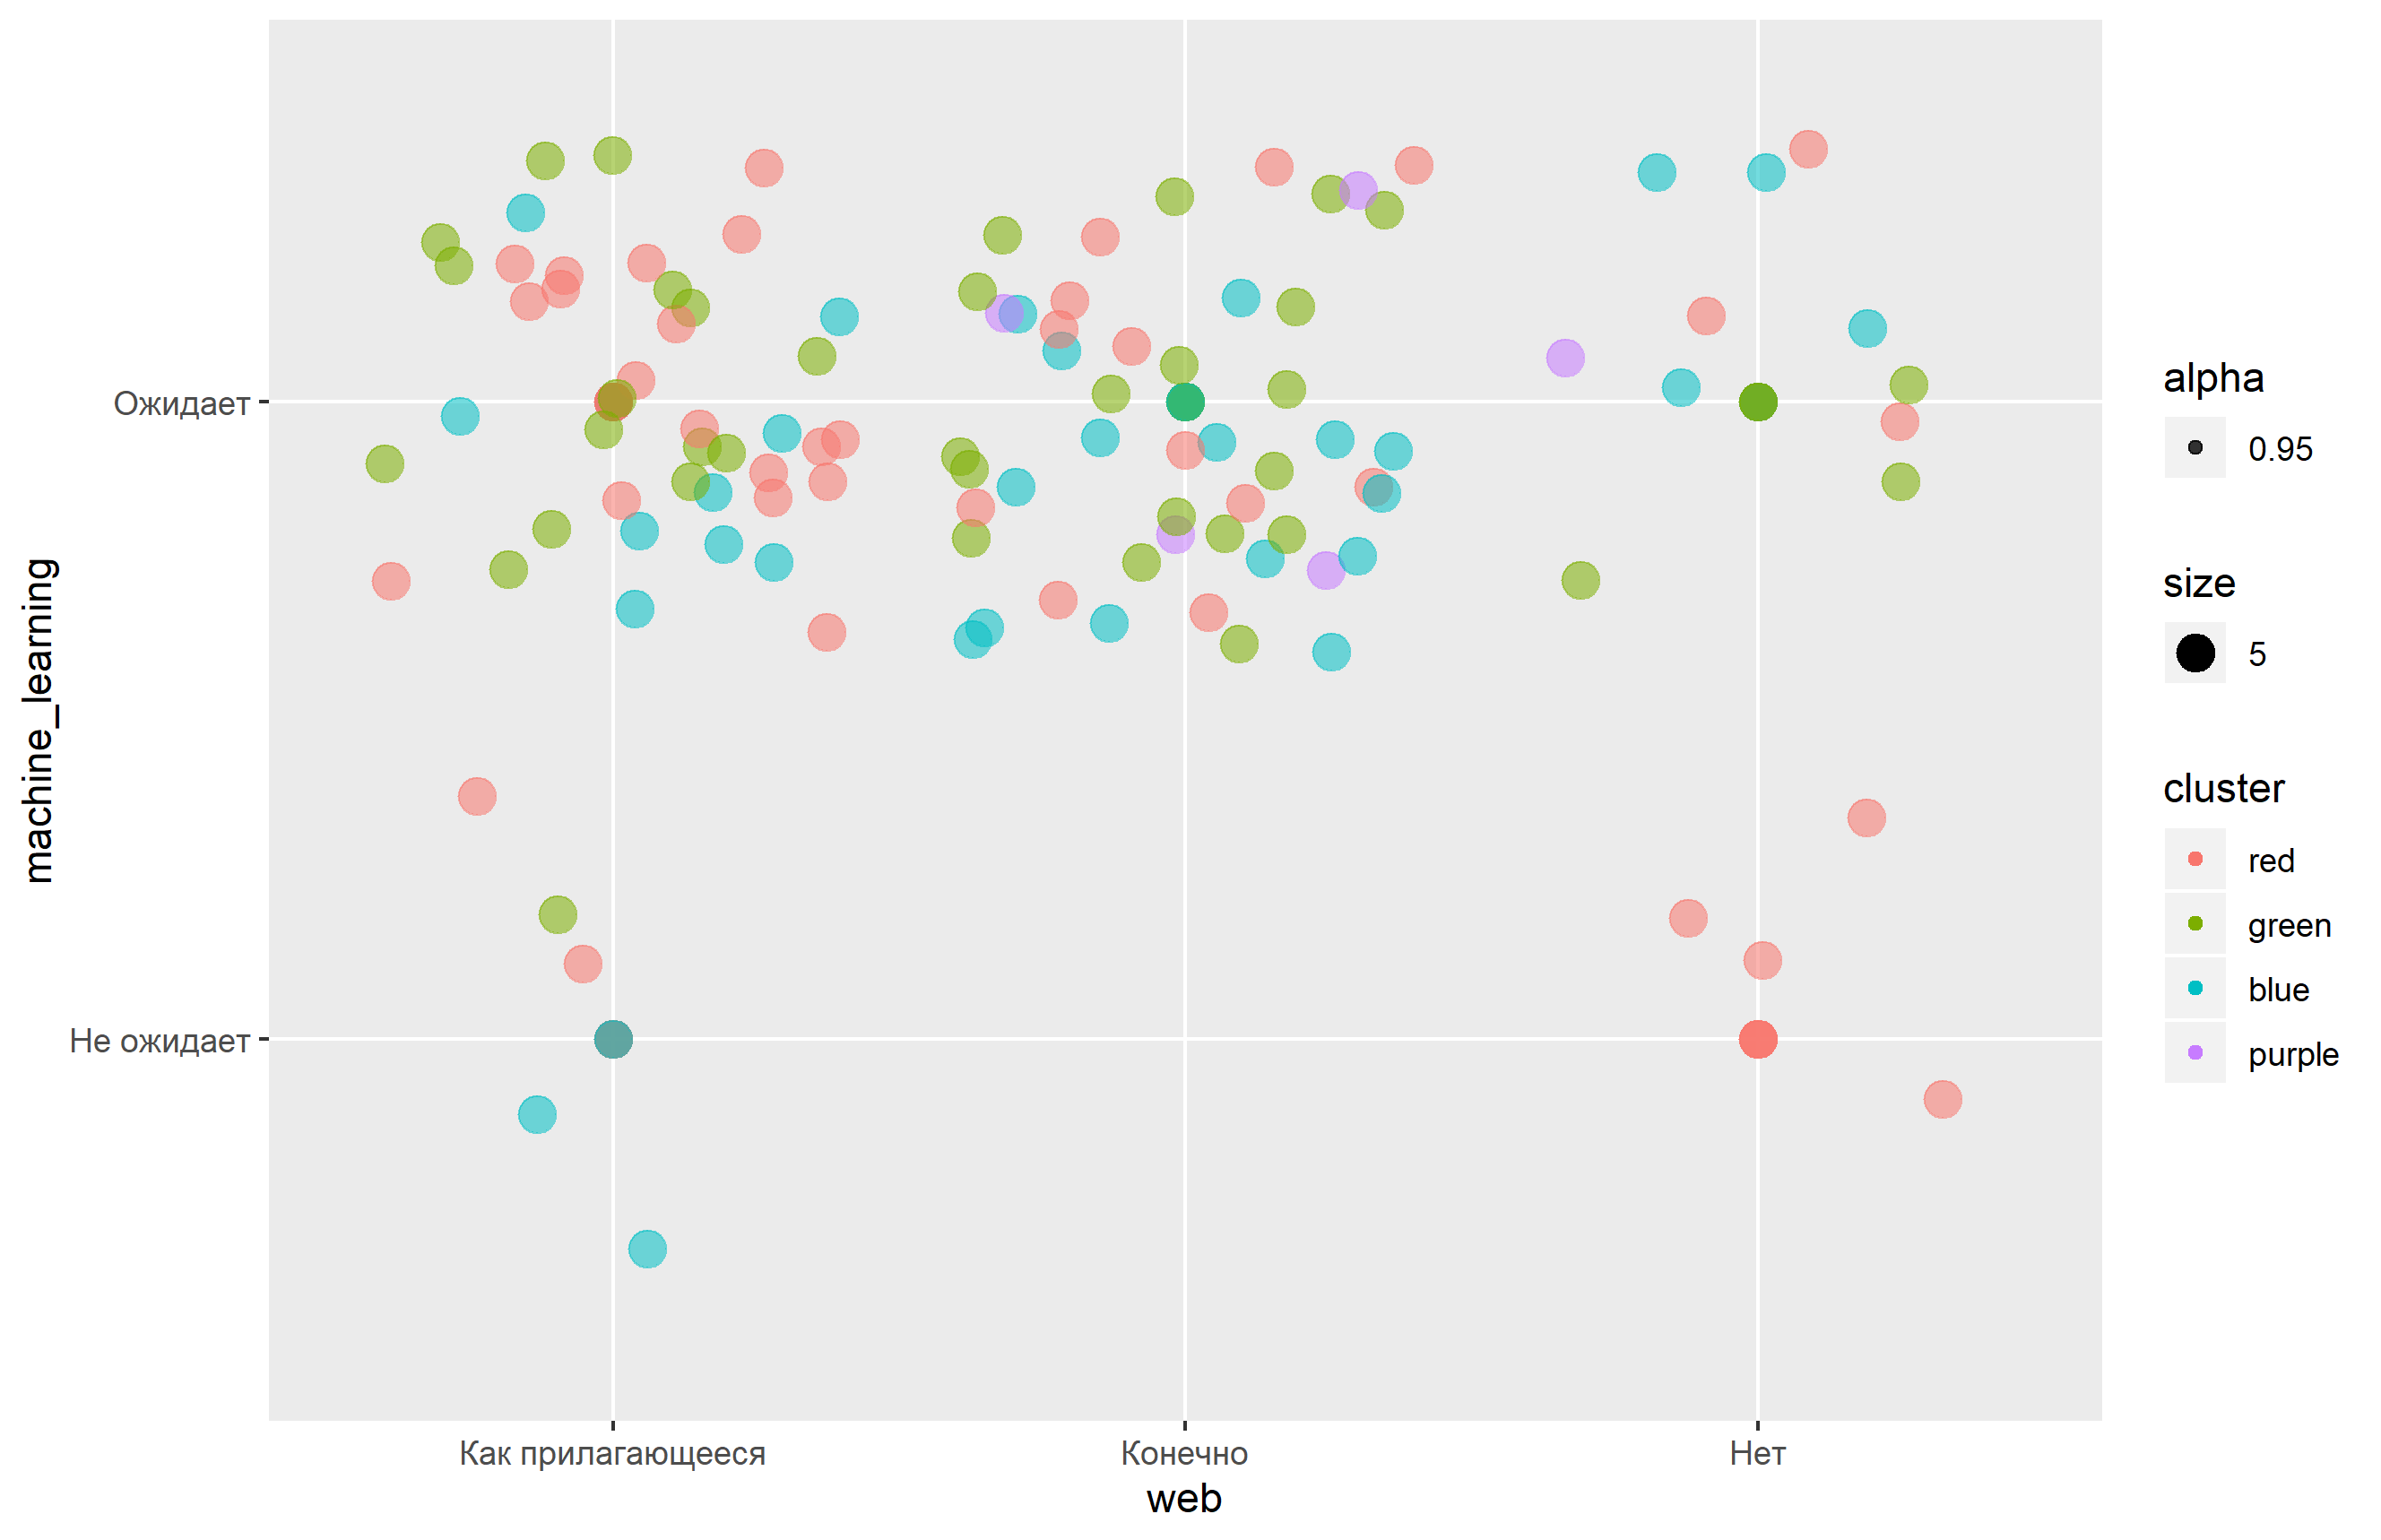 machine_learning
Ожидает
Не ожидает
Как прилагающееся
Конечно
Нет
web
alpha
0.95
size
5
cluster
red
green
blue
purple